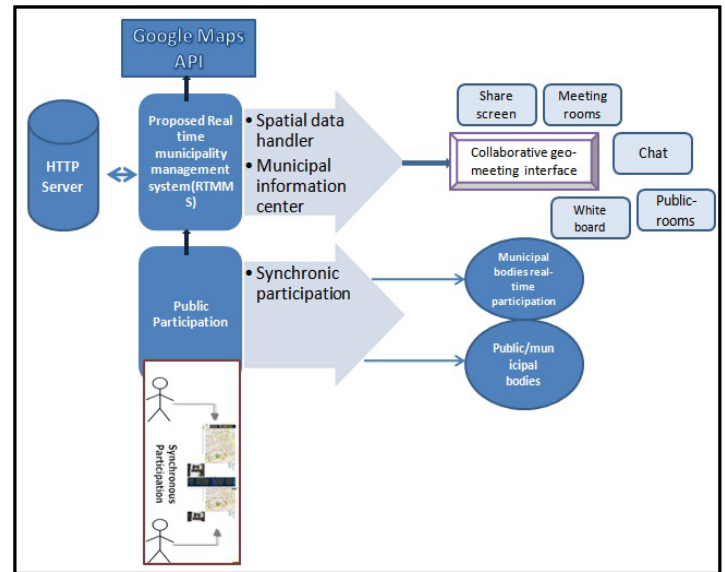 Google Maps
API
HTTP
Server
Proposed Real
time
municipality
management
system(RTMM
S)
• Spatial data
handler
• Municipal
information
center
Share
screen
Meeting
rooms
Collaborative geo-
meeting interface
Chat
White
board
Public-
rooms
Public
Participation
• Synchronic
participation
Municipal
bodies real-
time
participation
Public/mun
icipal
bodies
Synchronous
Participation